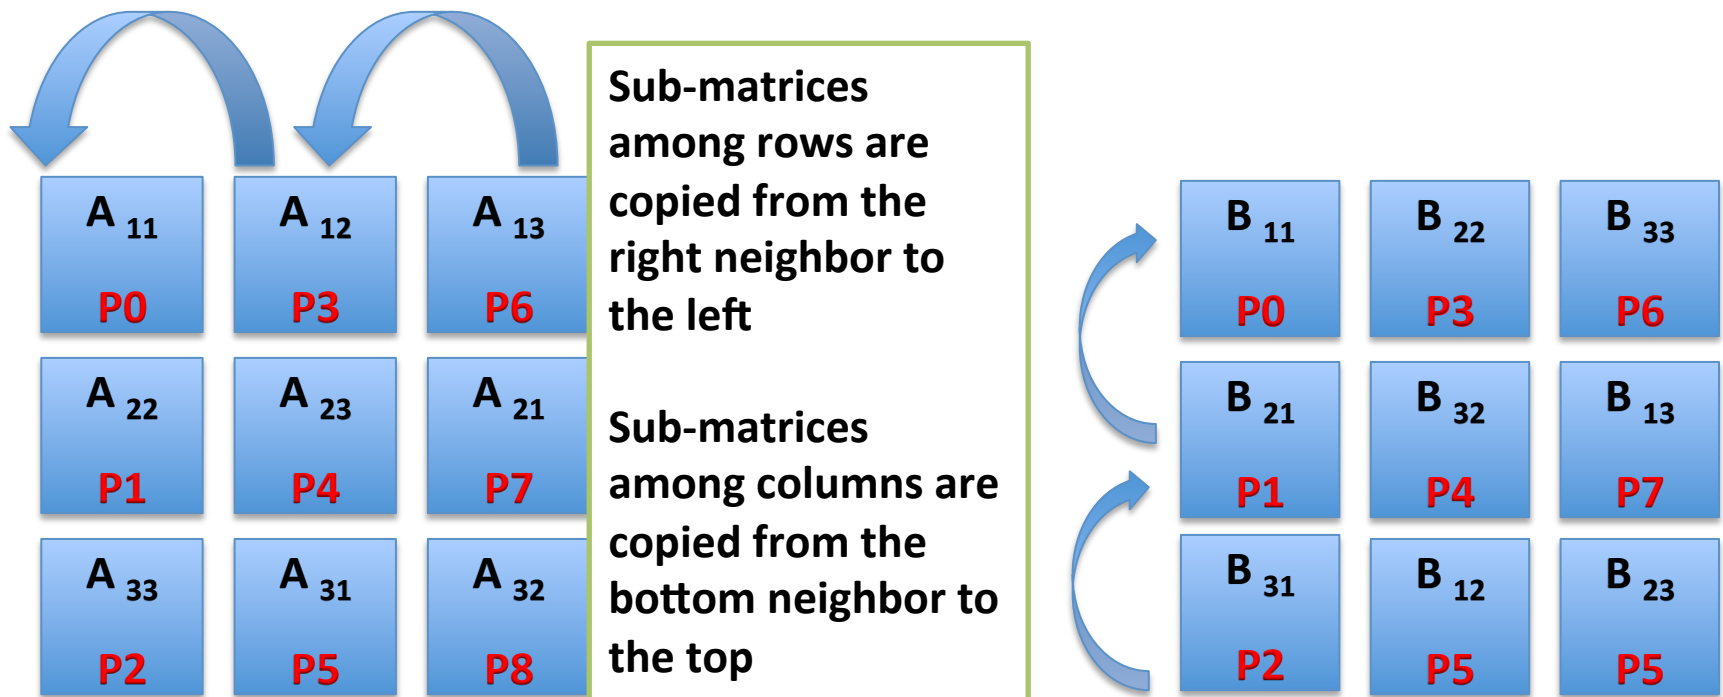 A 11
P0
A 12
P3
A 13
P6
A 22
P1
A 23
P4
A 21
P7
A 33
P2
A 31
P5
A 32
P8
Sub-matrices
among rows are
copied from the
right neighbor to
the left
Sub-matrices
among columns are
copied from the
bottom neighbor to
the top
B 11
P0
B 22
P3
B 33
P6
B 21
P1
B 32
P4
B 13
P7
B 31
P2
B 12
P5
B 23
P5